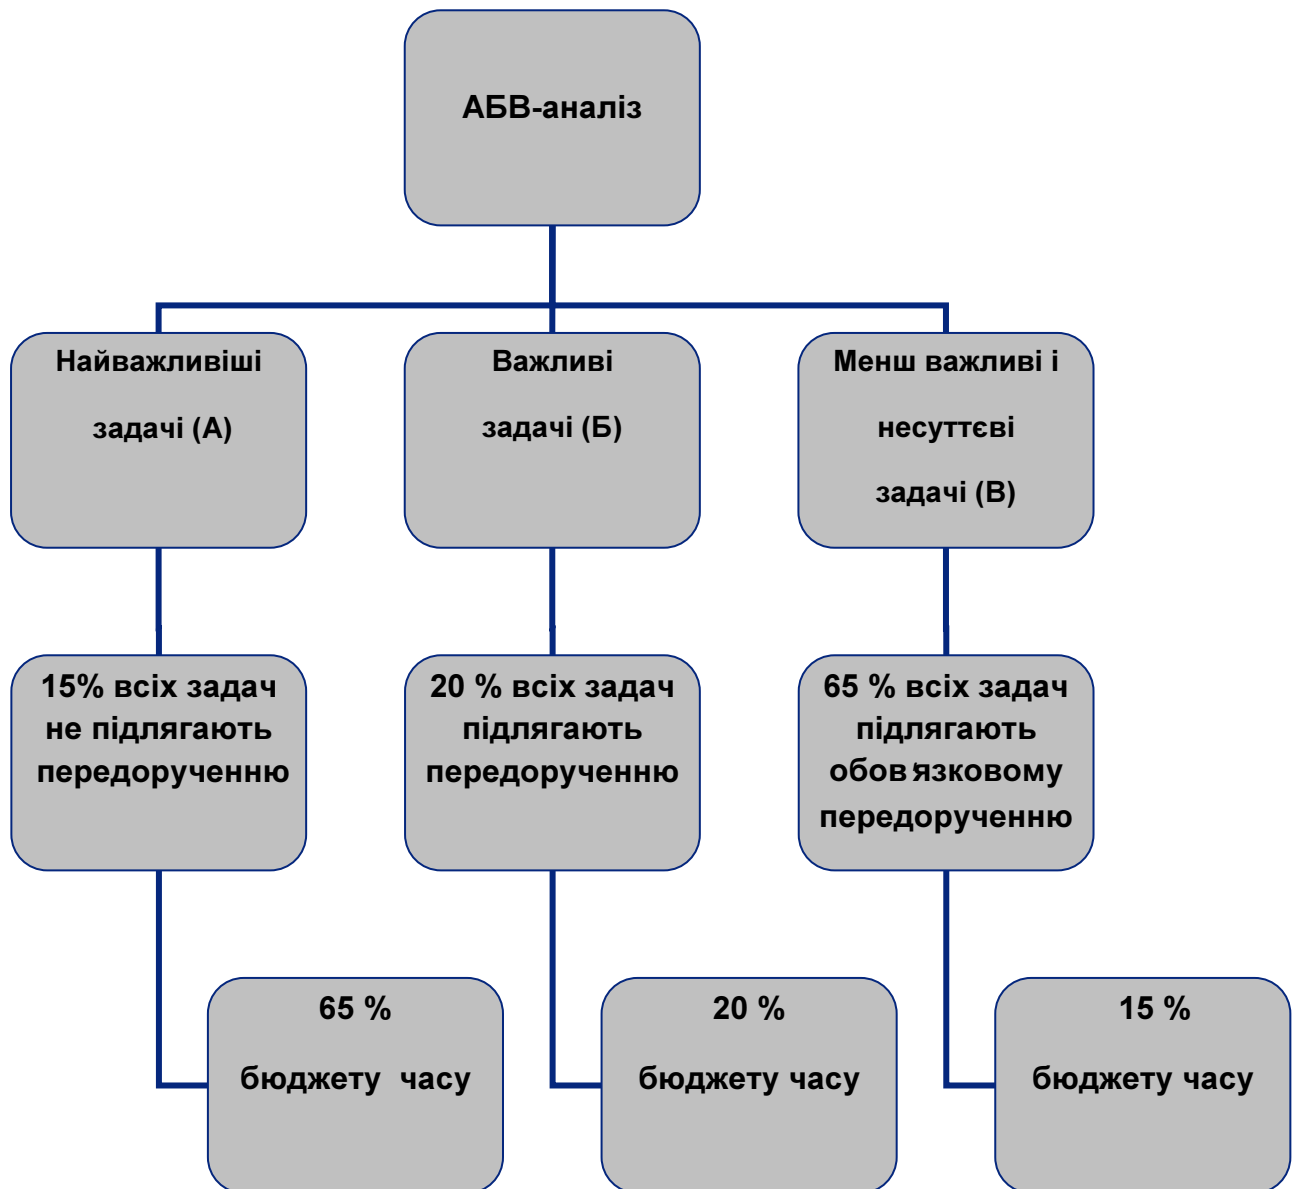 АБВ-аналіз
Найважливіші
задачі (А)
Важливі
задачі (Б)
Менш важливі і
несуттєві
задачі (В)
15% всіх задач
не підлягають
передорученню
20 % всіх задач
підлягають
передорученню
65 % всіх задач
підлягають
обов'язковому
передорученню
65 %
бюджету часу
20 %
бюджету часу
15 %
бюджету часу